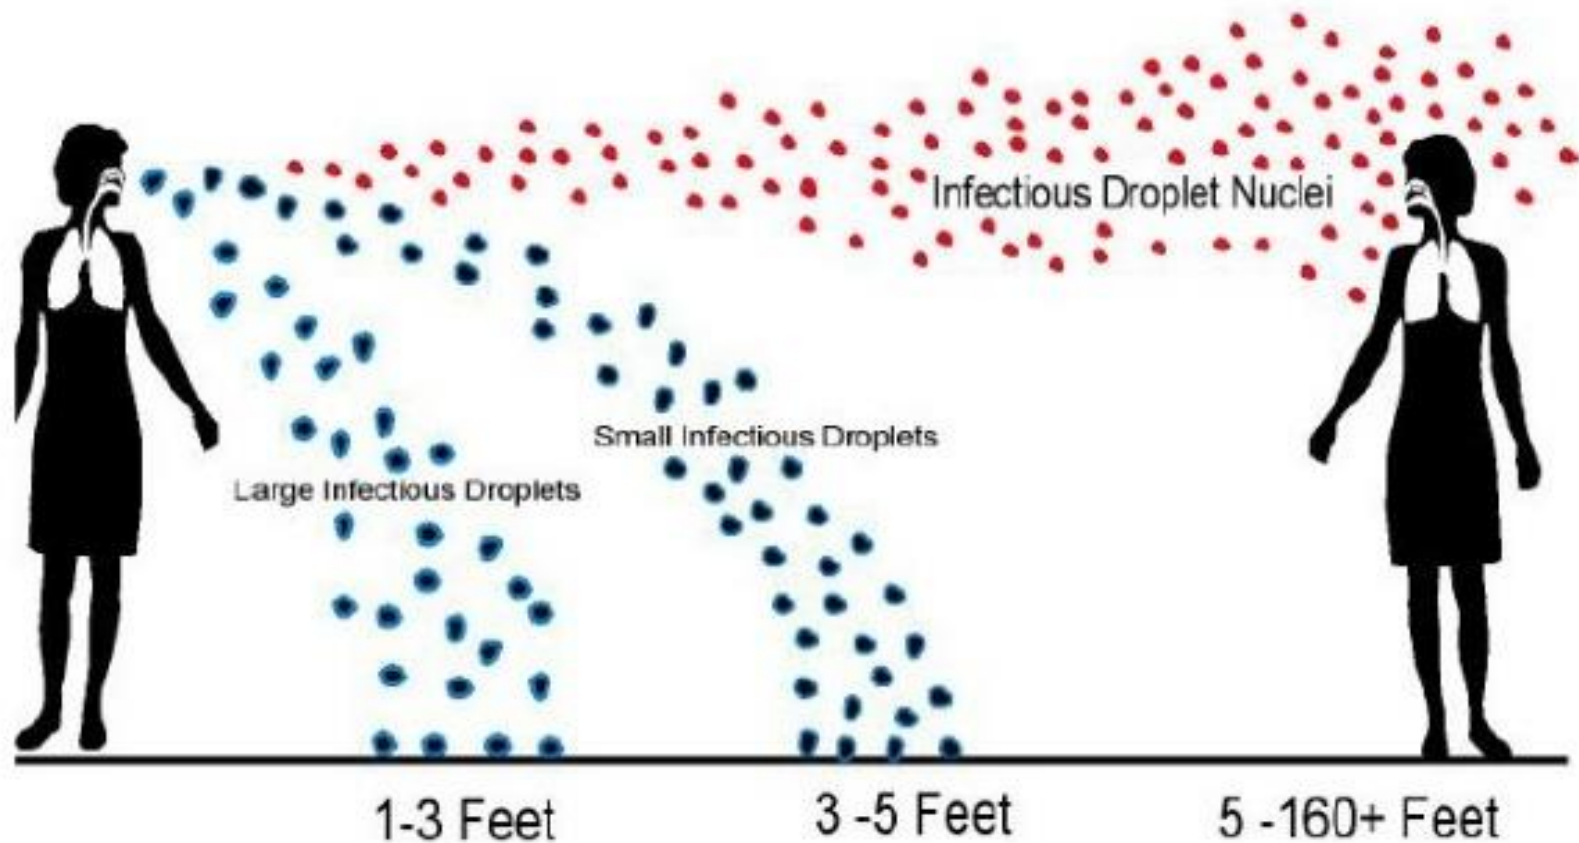 Infectious Droplet Nuclei
Small Infectious Droplets
Large Infectious Droplets
1-3 Feet
3 -5 Feet
5 -160+ Feet